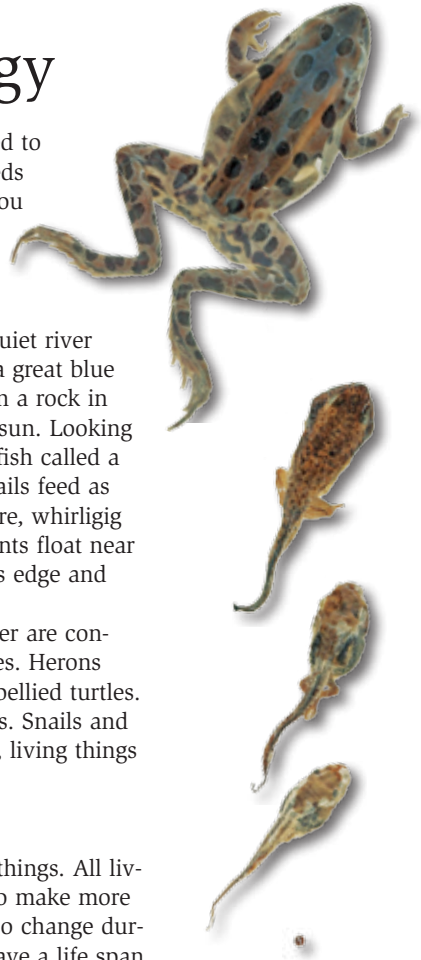 gy
d to
eds
ou
uiet river
a great blue
n a rock in
sun. Looking
fish called a
ails feed as
re, whirligig
nts float near
s edge and
er are con-
es. Herons
bellied turtles.
s. Snails and
, living things
things. All liv-
o make more
o change dur-
ave a life span